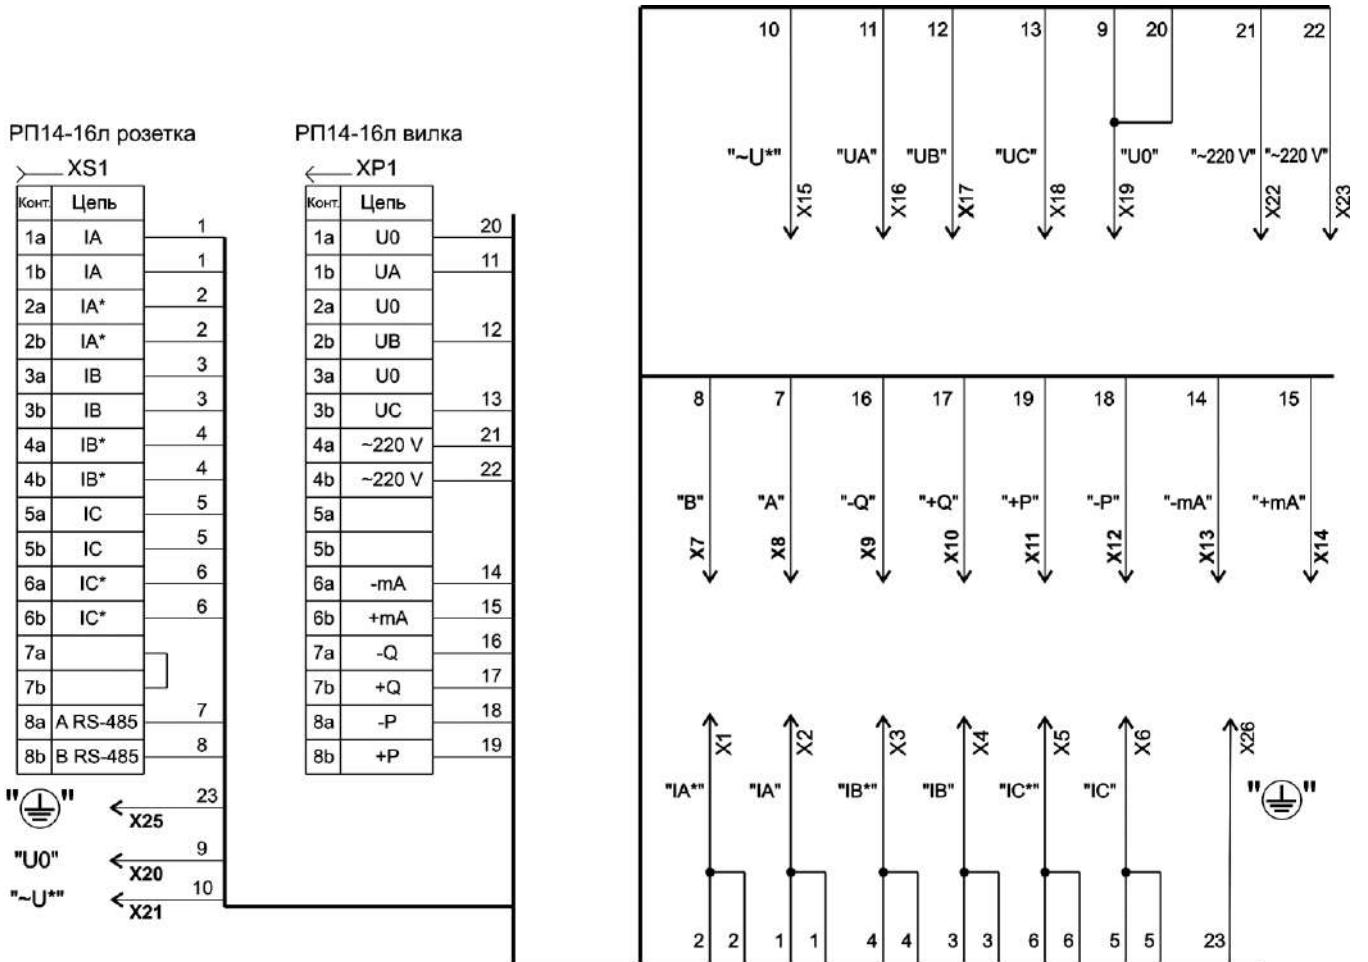 10 11 12 13 9 20 21 22
РП14-16л розетка
РП14-16л вилка
"~U*" "UA" "UB" "UC" "U0" "~220 V" "~220 V"
X15 X16 X17 X18 X19 X22 X23
XS1
XP1
Конт. Цепь
1a IA 1
1b IA 1
2a IA* 2
2b IA* 2
3a IB 3
3b IB 3
4a IB* 4
4b IB* 4
5a IC 5
5b IC 5
6a IC* 6
6b IC* 6
7a
7b
8a A RS-485 7
8b B RS-485 8
Конт. Цепь
1a U0 20
1b UA 11
2a U0
2b UB 12
3a U0
3b UC 13
4a ~220 V 21
4b ~220 V 22
5a
5b
6a -mA 14
6b +mA 15
7a -Q 16
7b +Q 17
8a -P 18
8b +P 19
8 7 16 17 19 18 14 15
"B" "A" "-Q" "+Q" "+P" "-P" "-mA" "+mA"
X7 X8 X9 X10 X11 X12 X13 X14
X1 X2 X3 X4 X5 X6 X26
"IA*" "IA" "IB*" "IB" "IC*" "IC" "⏚"
"⏚" 23
X25
"U0" 9
X20
"~U*" 10
X21
2 2 1 1 4 4 3 3 6 6 5 5 23